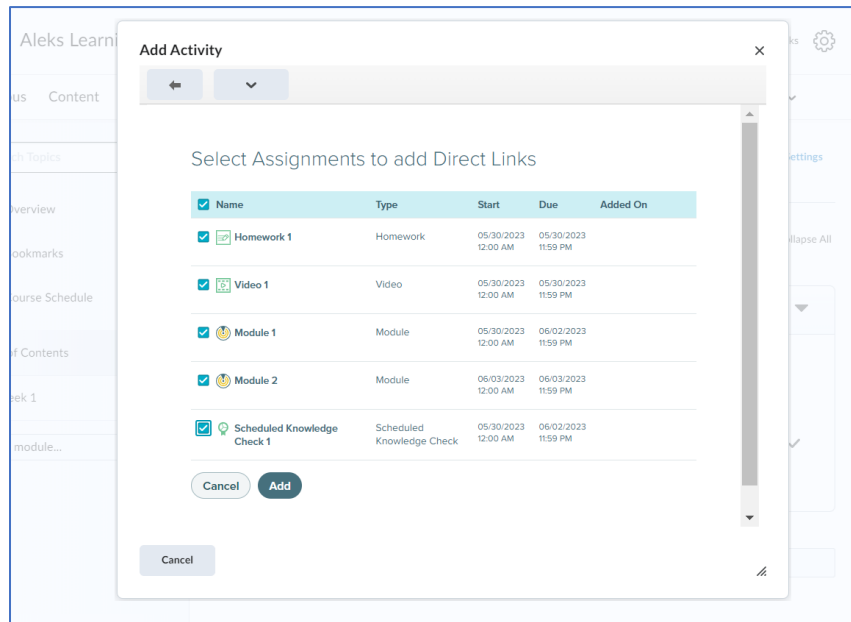 Aleks Learni
Add Activity
ks
us Content
ch Topics
Settings
Select Assignments to add Direct Links
Name Type Start Due Added On
Overview
Homework 1 Homework 05/30/2023 05/30/2023
12:00 AM 11:59 PM
ollapse All
ookmarks
Video 1 Video 05/30/2023 05/30/2023
12:00 AM 11:59 PM
ourse Schedule
Module 1 Module 05/30/2023 06/02/2023
12:00 AM 11:59 PM
of Contents
Module 2 Module 06/03/2023 06/03/2023
12:00 AM 11:59 PM
eek 1
Scheduled Knowledge Scheduled 05/30/2023 06/02/2023
Check 1 Knowledge Check 12:00 AM 11:59 PM
module...
Cancel Add
Cancel